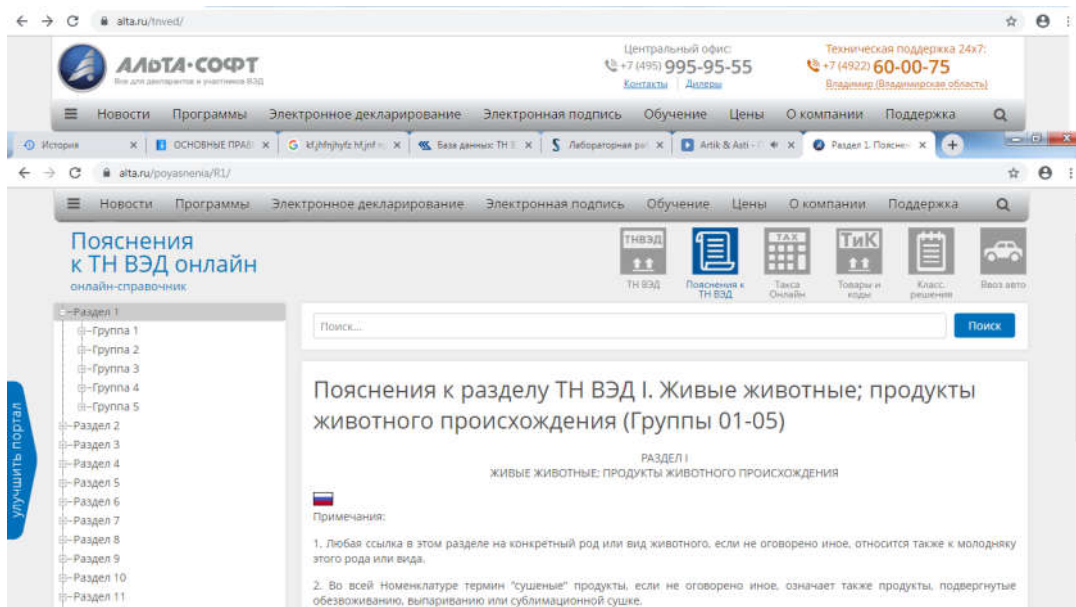 alta.ru/tnved/
АЛЬТА·СОФТ
Все для декларантов и участников ВЭД
Центральный офис:
+7 (495) 995-95-55
Контакты Дилеры
Техническая поддержка 24x7:
+7 (4922) 60-00-75
Владимир (Владимирская область)
Новости Программы Электронное декларирование Электронная подпись Обучение Цены О компании Поддержка
История ОСНОВНЫЕ ПРАВ База данных ТН Лабораторная Artik & Asti - Раздел 1. Поясне
alta.ru/poyasnenia/R1/
Новости Программы Электронное декларирование Электронная подпись Обучение Цены О компании Поддержка
Пояснения
к ТН ВЭД онлайн
онлайн-справочник
ТНВЭД
ТН ВЭД
Пояснения к
ТН ВЭД
TAX
Такса
Онлайн
ТиК
Товары и
коды
Класс.
решения
Ввоз авто
Раздел 1
Группа 1
Группа 2
Группа 3
Группа 4
Группа 5
Раздел 2
Раздел 3
Раздел 4
Раздел 5
Раздел 6
Раздел 7
Раздел 8
Раздел 9
Раздел 10
Раздел 11
улучшить портал
Поиск... Поиск
Пояснения к разделу ТН ВЭД I. Живые животные; продукты
животного происхождения (Группы 01-05)
РАЗДЕЛ I
ЖИВЫЕ ЖИВОТНЫЕ; ПРОДУКТЫ ЖИВОТНОГО ПРОИСХОЖДЕНИЯ
Примечания:
1. Любая ссылка в этом разделе на конкретный род или вид животного, если не оговорено иное, относится также к молодняку
этого рода или вида.
2. Во всей Номенклатуре термин "сушеные" продукты, если не оговорено иное, означает также продукты, подвергнутые
обезвоживанию, выпариванию или сублимационной сушке.